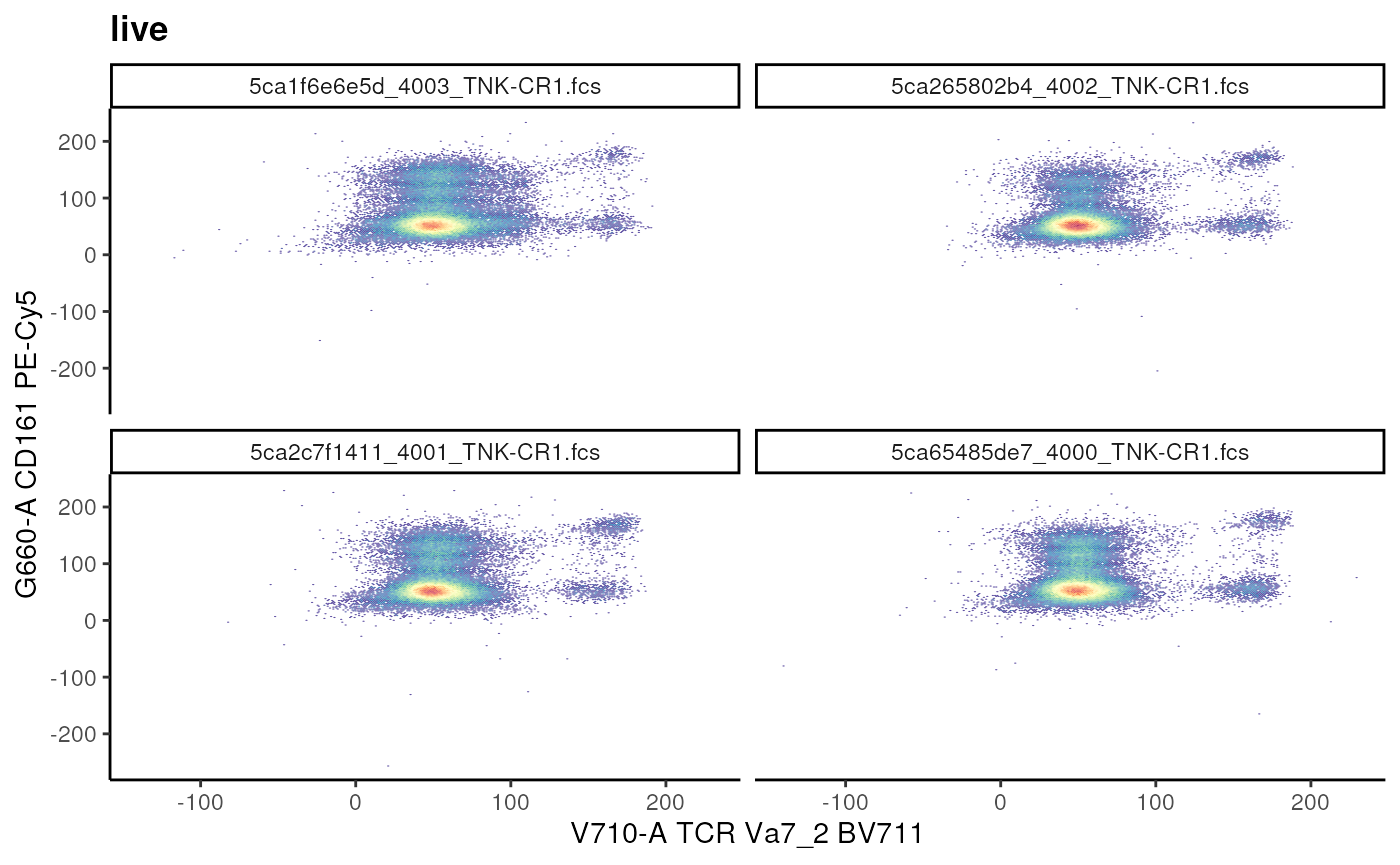 live
5ca1f6e6e5d_4003_TNK-CR1.fcs
5ca265802b4_4002_TNK-CR1.fcs
200
100
0
-100
-200
G660-A CD161 PE-Cy5
5ca2c7f1411_4001_TNK-CR1.fcs
5ca65485de7_4000_TNK-CR1.fcs
200
100
0
-100
-200
-100 0 100 200
-100 0 100 200
V710-A TCR Va7_2 BV711